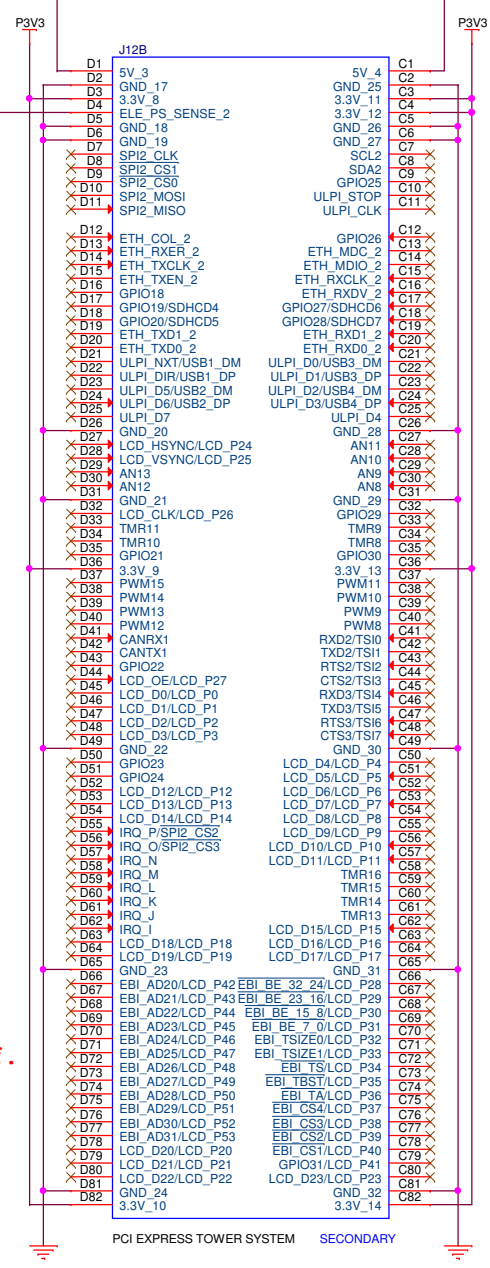 P3V3 P3V3
J12B
D1 5V_3 5V_4 C1
D2 GND_17 GND_25 C2
D3 3.3V_8 3.3V_11 C3
D4 ELE_PS_SENSE_2 3.3V_12 C4
D5 GND_18 GND_26 C5
D6 GND_19 GND_27 C6
D7 SPI2_CLK SCL2 C7
D8 SPI2_CS1 SDA2 C8
D9 SPI2_CS0 GPIO25 C9
D10 SPI2_MOSI ULPI_STOP C10
D11 SPI2_MISO ULPI_CLK C11
D12 ETH_COL_2 GPIO26 C12
D13 ETH_RXER_2 ETH_MDC_2 C13
D14 ETH_TXCLK_2 ETH_MDIO_2 C14
D15 ETH_TXEN_2 ETH_RXCLK_2 C15
D16 GPIO18 ETH_RXDV_2 C16
D17 GPIO19/SDHCD4 GPIO27/SDHCD6 C17
D18 GPIO20/SDHCD5 GPIO28/SDHCD7 C18
D19 ETH_TXD1_2 ETH_RXD1_2 C19
D20 ETH_TXD0_2 ETH_RXD0_2 C20
D21 ULPI_NXT/USB1_DM ULPI_D0/USB3_DM C21
D22 ULPI_DIR/USB1_DP ULPI_D1/USB3_DP C22
D23 ULPI_D5/USB2_DM ULPI_D2/USB4_DM C23
D24 ULPI_D6/USB2_DP ULPI_D3/USB4_DP C24
D25 ULPI_D7 ULPI_D4 C25
D26 GND_20 GND_28 C26
D27 LCD_HSYNC/LCD_P24 AN11 C27
D28 LCD_VSYNC/LCD_P25 AN10 C28
D29 AN13 AN9 C29
D30 AN12 AN8 C30
D31 GND_21 GND_29 C31
D32 LCD_CLK/LCD_P26 GPIO29 C32
D33 TMR11 TMR9 C33
D34 TMR10 TMR8 C34
D35 GPIO21 GPIO30 C35
D36 3.3V_9 3.3V_13 C36
D37 PWM15 PWM11 C37
D38 PWM14 PWM10 C38
D39 PWM13 PWM9 C39
D40 PWM12 PWM8 C40
D41 CANRX1 RXD2/TSI0 C41
D42 CANTX1 TXD2/TSI1 C42
D43 GPIO22 RTS2/TSI2 C43
D44 LCD_OE/LCD_P27 CTS2/TSI3 C44
D45 LCD_D0/LCD_P0 RXD3/TSI4 C45
D46 LCD_D1/LCD_P1 TXD3/TSI5 C46
D47 LCD_D2/LCD_P2 RTS3/TSI6 C47
D48 LCD_D3/LCD_P3 CTS3/TSI7 C48
D49 GND_22 GND_30 C49
D50 GPIO23 LCD_D4/LCD_P4 C50
D51 GPIO24 LCD_D5/LCD_P5 C51
D52 LCD_D12/LCD_P12 LCD_D6/LCD_P6 C52
D53 LCD_D13/LCD_P13 LCD_D7/LCD_P7 C53
D54 LCD_D14/LCD_P14 LCD_D8/LCD_P8 C54
D55 IRQ_P/SPI2_CS2 LCD_D9/LCD_P9 C55
D56 IRQ_O/SPI2_CS3 LCD_D10/LCD_P10 C56
D57 IRQ_N LCD_D11/LCD_P11 C57
D58 IRQ_M TMR16 C58
D59 IRQ_L TMR15 C59
D60 IRQ_K TMR14 C60
D61 IRQ_J TMR13 C61
D62 IRQ_I LCD_D15/LCD_P15 C62
D63 LCD_D18/LCD_P18 LCD_D16/LCD_P16 C63
D64 LCD_D19/LCD_P19 LCD_D17/LCD_P17 C64
D65 GND_23 GND_31 C65
D66 EBI_AD20/LCD_P42 EBI_BE_32_24/LCD_P28 C66
D67 EBI_AD21/LCD_P43 EBI_BE_23_16/LCD_P29 C67
D68 EBI_AD22/LCD_P44 EBI_BE_15_8/LCD_P30 C68
D69 EBI_AD23/LCD_P45 EBI_BE_7_0/LCD_P31 C69
D70 EBI_AD24/LCD_P46 EBI_TSIZE0/LCD_P32 C70
D71 EBI_AD25/LCD_P47 EBI_TSIZE1/LCD_P33 C71
D72 EBI_AD26/LCD_P48 EBI_TS/LCD_P34 C72
D73 EBI_AD27/LCD_P49 EBI_TBST/LCD_P35 C73
D74 EBI_AD28/LCD_P50 EBI_TA/LCD_P36 C74
D75 EBI_AD29/LCD_P51 EBI_CS4/LCD_P37 C75
D76 EBI_AD30/LCD_P52 EBI_CS3/LCD_P38 C76
D77 EBI_AD31/LCD_P53 EBI_CS2/LCD_P39 C77
D78 LCD_D20/LCD_P20 EBI_CS1/LCD_P40 C78
D79 LCD_D21/LCD_P21 GPIO31/LCD_P41 C79
D80 LCD_D22/LCD_P22 LCD_D23/LCD_P23 C80
D81 GND_24 GND_32 C81
D82 3.3V_10 3.3V_14 C82
PCI EXPRESS TOWER SYSTEM SECONDARY